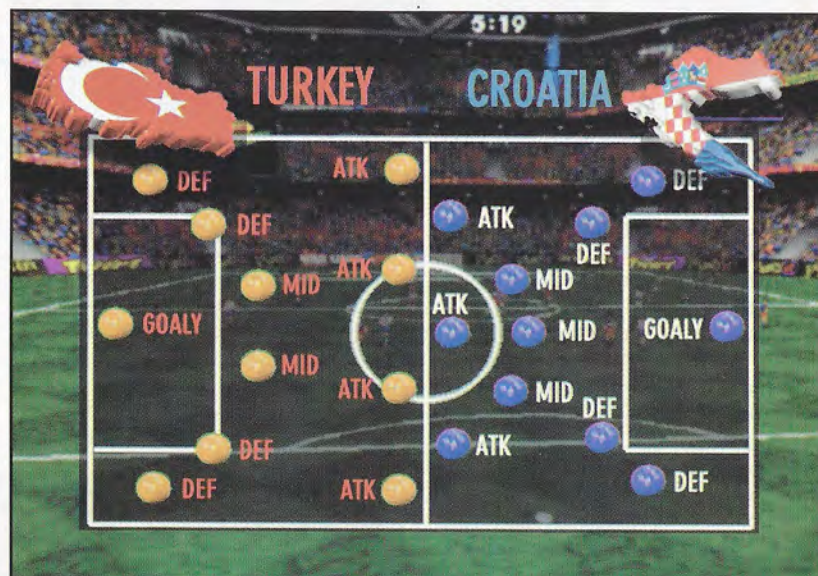 5:19
TURKEY CROATIA
DEF ATK DEF
ATK
DEF DEF
ATK MID MID
ATK
GOALY MID GOALY
MID
ATK MID
DEF
DEF ATK
DEF ATK DEF